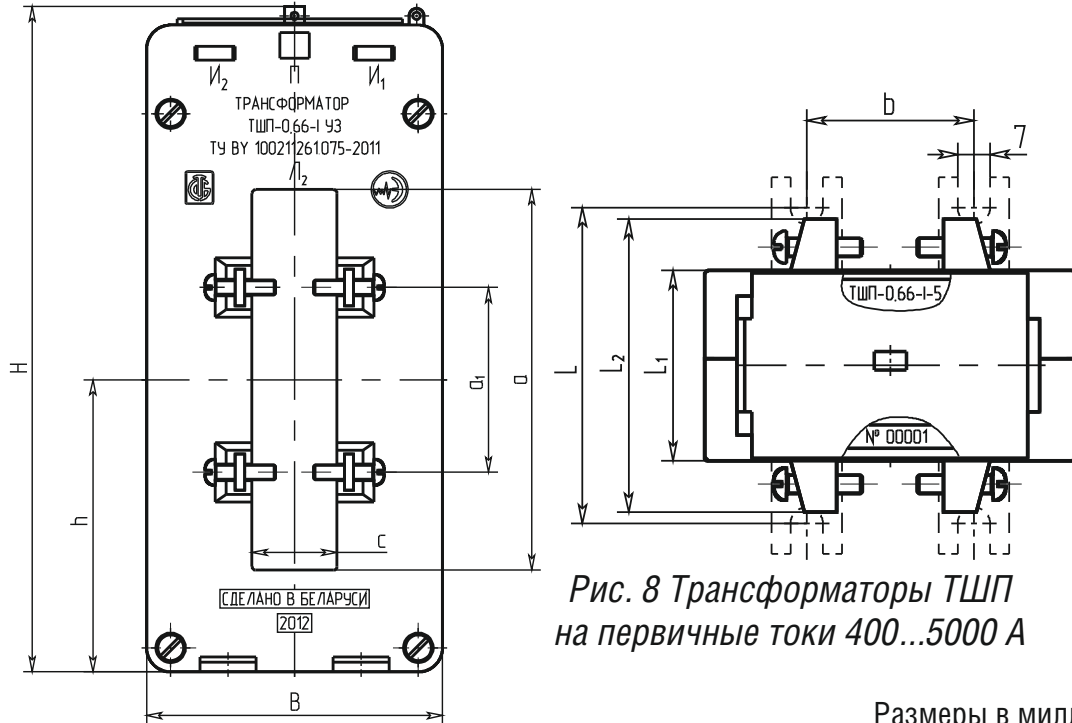 И₂ П И₁
ТРАНСФОРМАТОР
ТШП-0,66-I УЗ
ТУ BY 100211261.075-2011
Л₂
H
h
a₁
a
c
СДЕЛАНО В БЕЛАРУСИ
2012
B
b
7
L
L₂
L₁
ТШП-0,66-I-5
№ 00001
Рис. 8 Трансформаторы ТШП
на первичные токи 400...5000 А
Размеры в мил